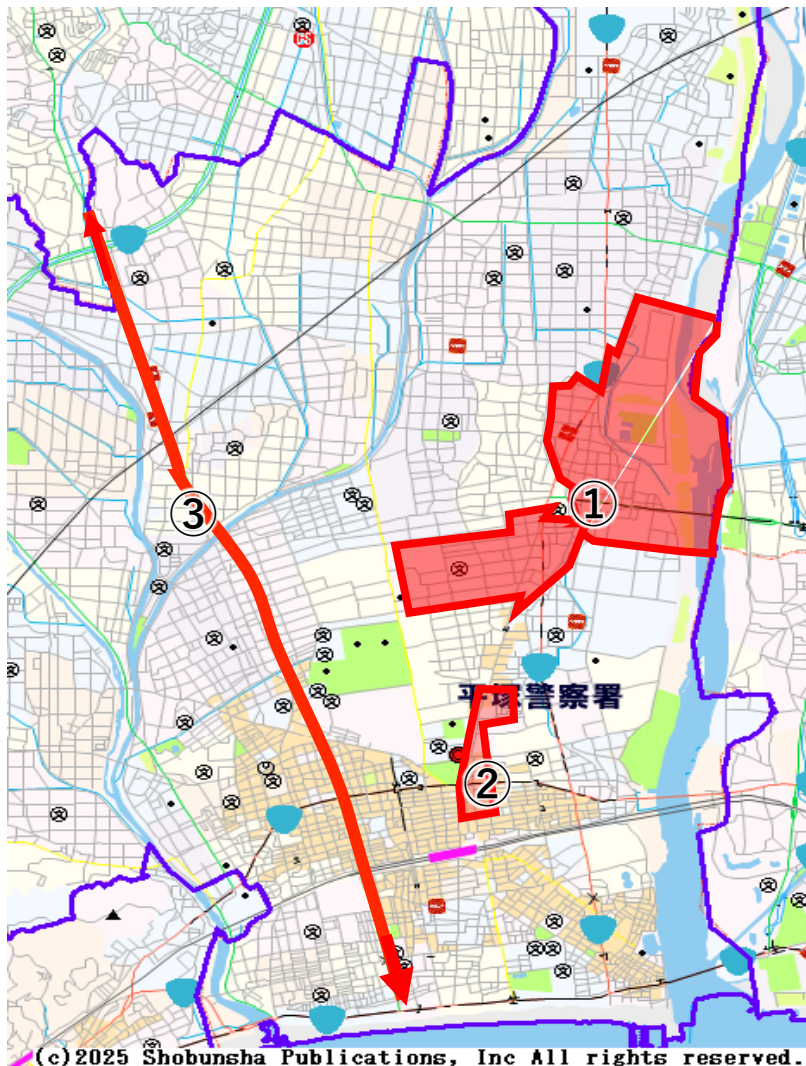 ①
③
平塚警察署
②
(c)2025 Shobunsha Publications, Inc All rights reserved.